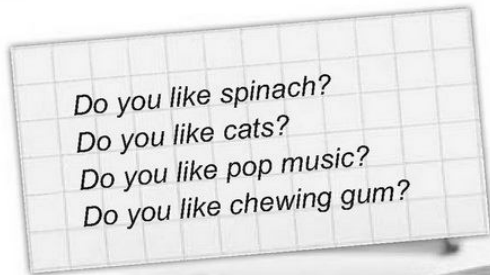 Do you like spinach?
Do you like cats?
Do you like pop music?
Do you like chewing gum?